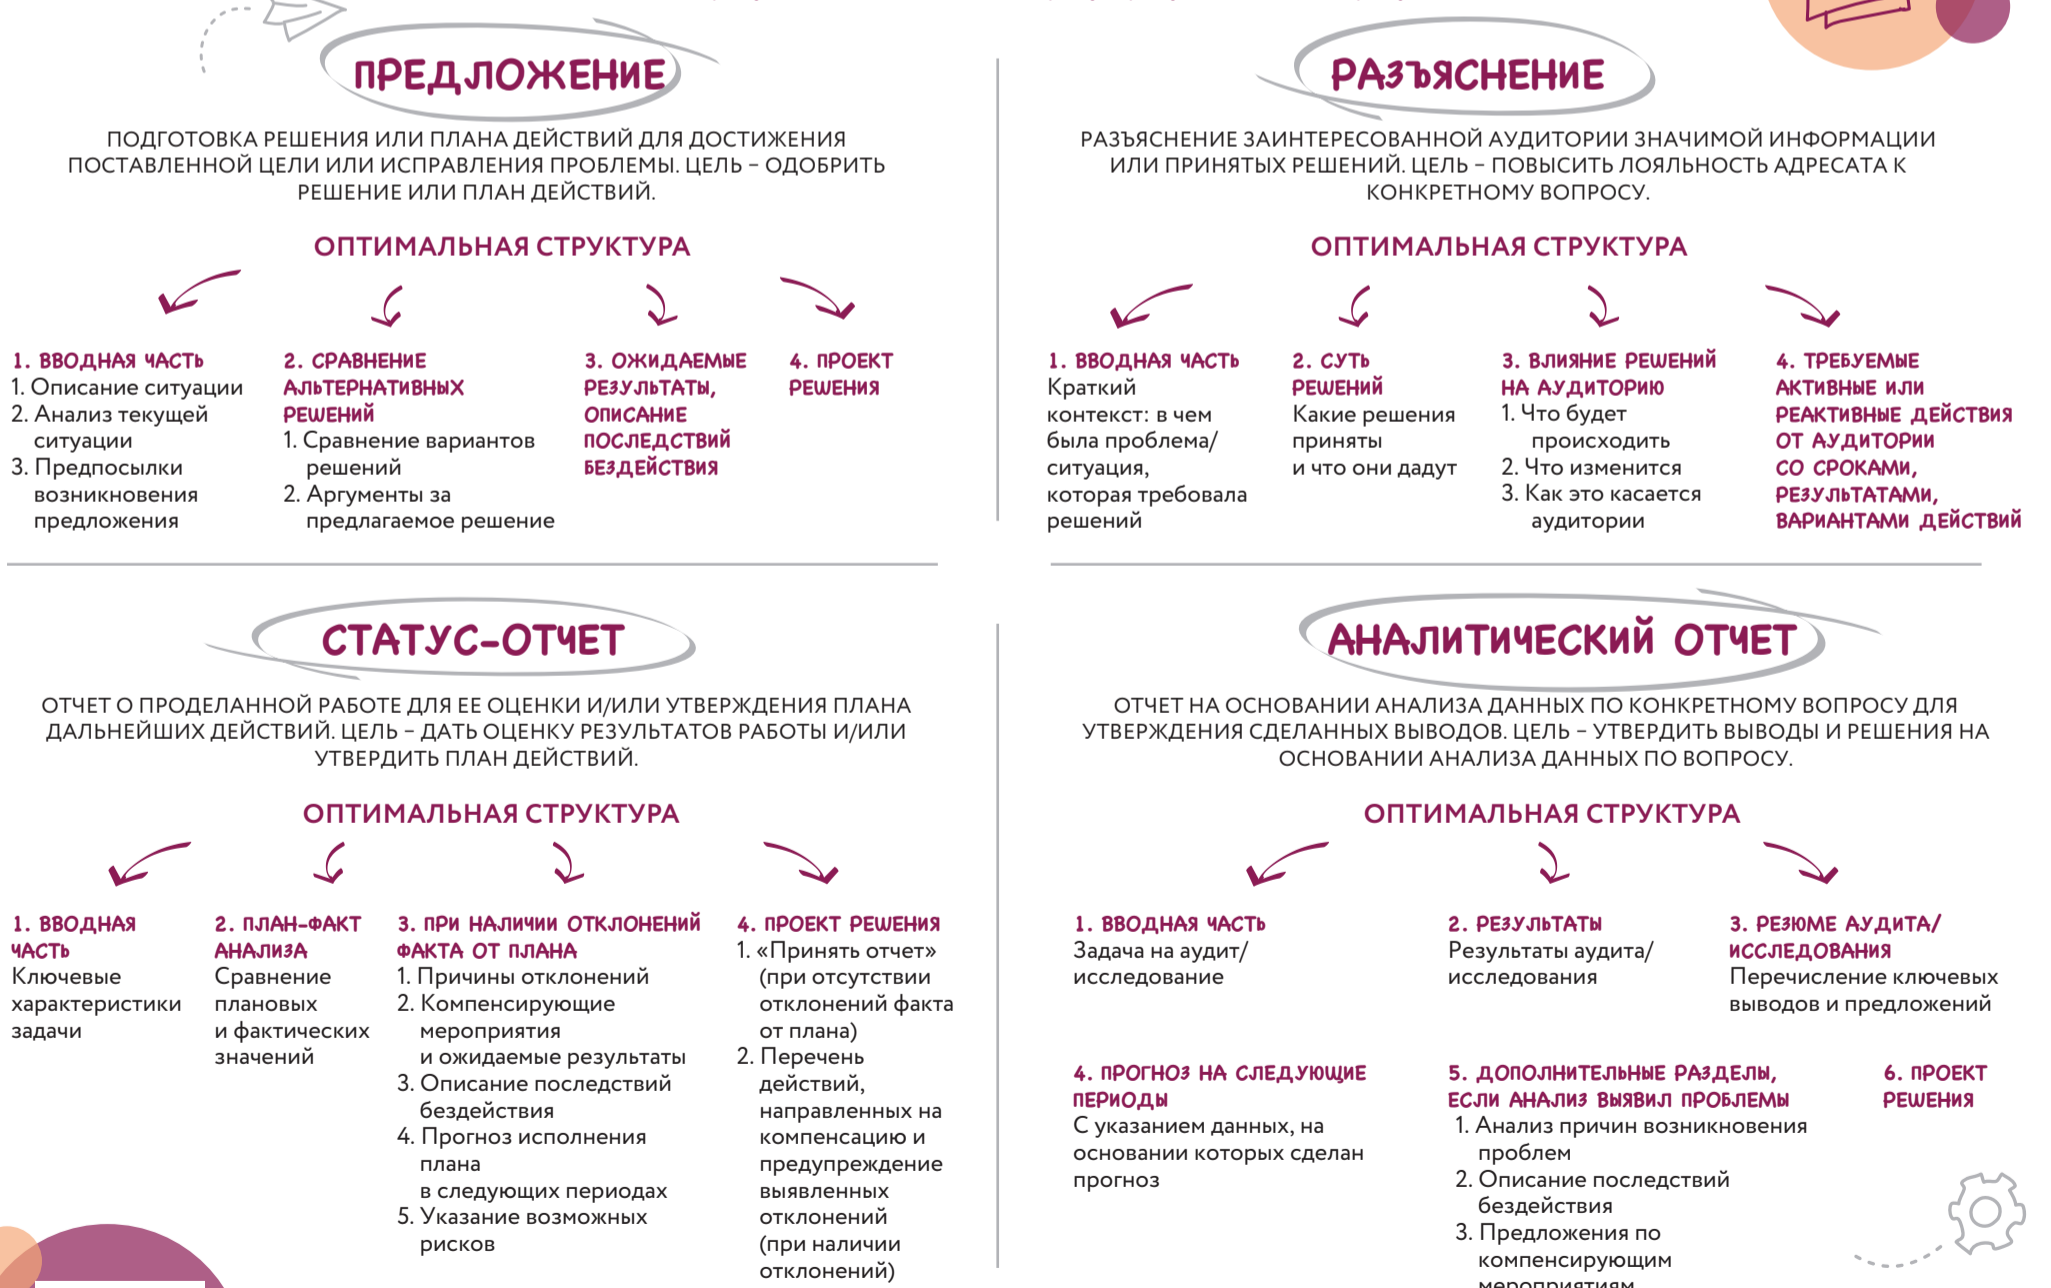 ПРЕДЛОЖЕНИЕ
ПОДГОТОВКА РЕШЕНИЯ ИЛИ ПЛАНА ДЕЙСТВИЙ ДЛЯ ДОСТИЖЕНИЯ
ПОСТАВЛЕННОЙ ЦЕЛИ ИЛИ ИСПРАВЛЕНИЯ ПРОБЛЕМЫ. ЦЕЛЬ – ОДОБРИТЬ
РЕШЕНИЕ ИЛИ ПЛАН ДЕЙСТВИЙ.
ОПТИМАЛЬНАЯ СТРУКТУРА
1. ВВОДНАЯ ЧАСТЬ
1. Описание ситуации
2. Анализ текущей
ситуации
3. Предпосылки
возникновения
предложения
2. СРАВНЕНИЕ
АЛЬТЕРНАТИВНЫХ
РЕШЕНИЙ
1. Сравнение вариантов
решений
2. Аргументы за
предлагаемое решение
3. ОЖИДАЕМЫЕ
РЕЗУЛЬТАТЫ,
ОПИСАНИЕ
ПОСЛЕДСТВИЙ
БЕЗДЕЙСТВИЯ
4. ПРОЕКТ
РЕШЕНИЯ
РАЗЪЯСНЕНИЕ
РАЗЪЯСНЕНИЕ ЗАИНТЕРЕСОВАННОЙ АУДИТОРИИ ЗНАЧИМОЙ ИНФОРМАЦИИ
ИЛИ ПРИНЯТЫХ РЕШЕНИЙ. ЦЕЛЬ – ПОВЫСИТЬ ЛОЯЛЬНОСТЬ АДРЕСАТА К
КОНКРЕТНОМУ ВОПРОСУ.
ОПТИМАЛЬНАЯ СТРУКТУРА
1. ВВОДНАЯ ЧАСТЬ
Краткий
контекст: в чем
была проблема/
ситуация,
которая требовала
решений
2. СУТЬ
РЕШЕНИЙ
Какие решения
приняты
и что они дадут
3. ВЛИЯНИЕ РЕШЕНИЙ
НА АУДИТОРИЮ
1. Что будет
происходить
2. Что изменится
3. Как это касается
аудитории
4. ТРЕБУЕМЫЕ
АКТИВНЫЕ ИЛИ
РЕАКТИВНЫЕ ДЕЙСТВИЯ
ОТ АУДИТОРИИ
СО СРОКАМИ,
РЕЗУЛЬТАТАМИ,
ВАРИАНТАМИ ДЕЙСТВИЙ
СТАТУС-ОТЧЕТ
ОТЧЕТ О ПРОДЕЛАННОЙ РАБОТЕ ДЛЯ ЕЕ ОЦЕНКИ И/ИЛИ УТВЕРЖДЕНИЯ ПЛАНА
ДАЛЬНЕЙШИХ ДЕЙСТВИЙ. ЦЕЛЬ – ДАТЬ ОЦЕНКУ РЕЗУЛЬТАТОВ РАБОТЫ И/ИЛИ
УТВЕРДИТЬ ПЛАН ДЕЙСТВИЙ.
ОПТИМАЛЬНАЯ СТРУКТУРА
1. ВВОДНАЯ
ЧАСТЬ
Ключевые
характеристики
задачи
2. ПЛАН-ФАКТ
АНАЛИЗА
Сравнение
плановых
и фактических
значений
3. ПРИ НАЛИЧИИ ОТКЛОНЕНИЙ
ФАКТА ОТ ПЛАНА
1. Причины отклонений
2. Компенсирующие
мероприятия
и ожидаемые результаты
3. Описание последствий
бездействия
4. Прогноз исполнения
плана
в следующих периодах
5. Указание возможных
рисков
4. ПРОЕКТ РЕШЕНИЯ
1. «Принять отчет»
(при отсутствии
отклонений факта
от плана)
2. Перечень
действий,
направленных на
компенсацию и
предупреждение
выявленных
отклонений
(при наличии
отклонений)
АНАЛИТИЧЕСКИЙ ОТЧЕТ
ОТЧЕТ НА ОСНОВАНИИ АНАЛИЗА ДАННЫХ ПО КОНКРЕТНОМУ ВОПРОСУ ДЛЯ
УТВЕРЖДЕНИЯ СДЕЛАННЫХ ВЫВОДОВ. ЦЕЛЬ – УТВЕРДИТЬ ВЫВОДЫ И РЕШЕНИЯ НА
ОСНОВАНИИ АНАЛИЗА ДАННЫХ ПО ВОПРОСУ.
ОПТИМАЛЬНАЯ СТРУКТУРА
1. ВВОДНАЯ ЧАСТЬ
Задача на аудит/
исследование
2. РЕЗУЛЬТАТЫ
Результаты аудита/
исследования
3. РЕЗЮМЕ АУДИТА/
ИССЛЕДОВАНИЯ
Перечисление ключевых
выводов и предложений
4. ПРОГНОЗ НА СЛЕДУЮЩИЕ
ПЕРИОДЫ
С указанием данных, на
основании которых сделан
прогноз
5. ДОПОЛНИТЕЛЬНЫЕ РАЗДЕЛЫ,
ЕСЛИ АНАЛИЗ ВЫЯВИЛ ПРОБЛЕМЫ
1. Анализ причин возникновения
проблем
2. Описание последствий
бездействия
3. Предложения по
компенсирующим
мероприятиям
6. ПРОЕКТ
РЕШЕНИЯ